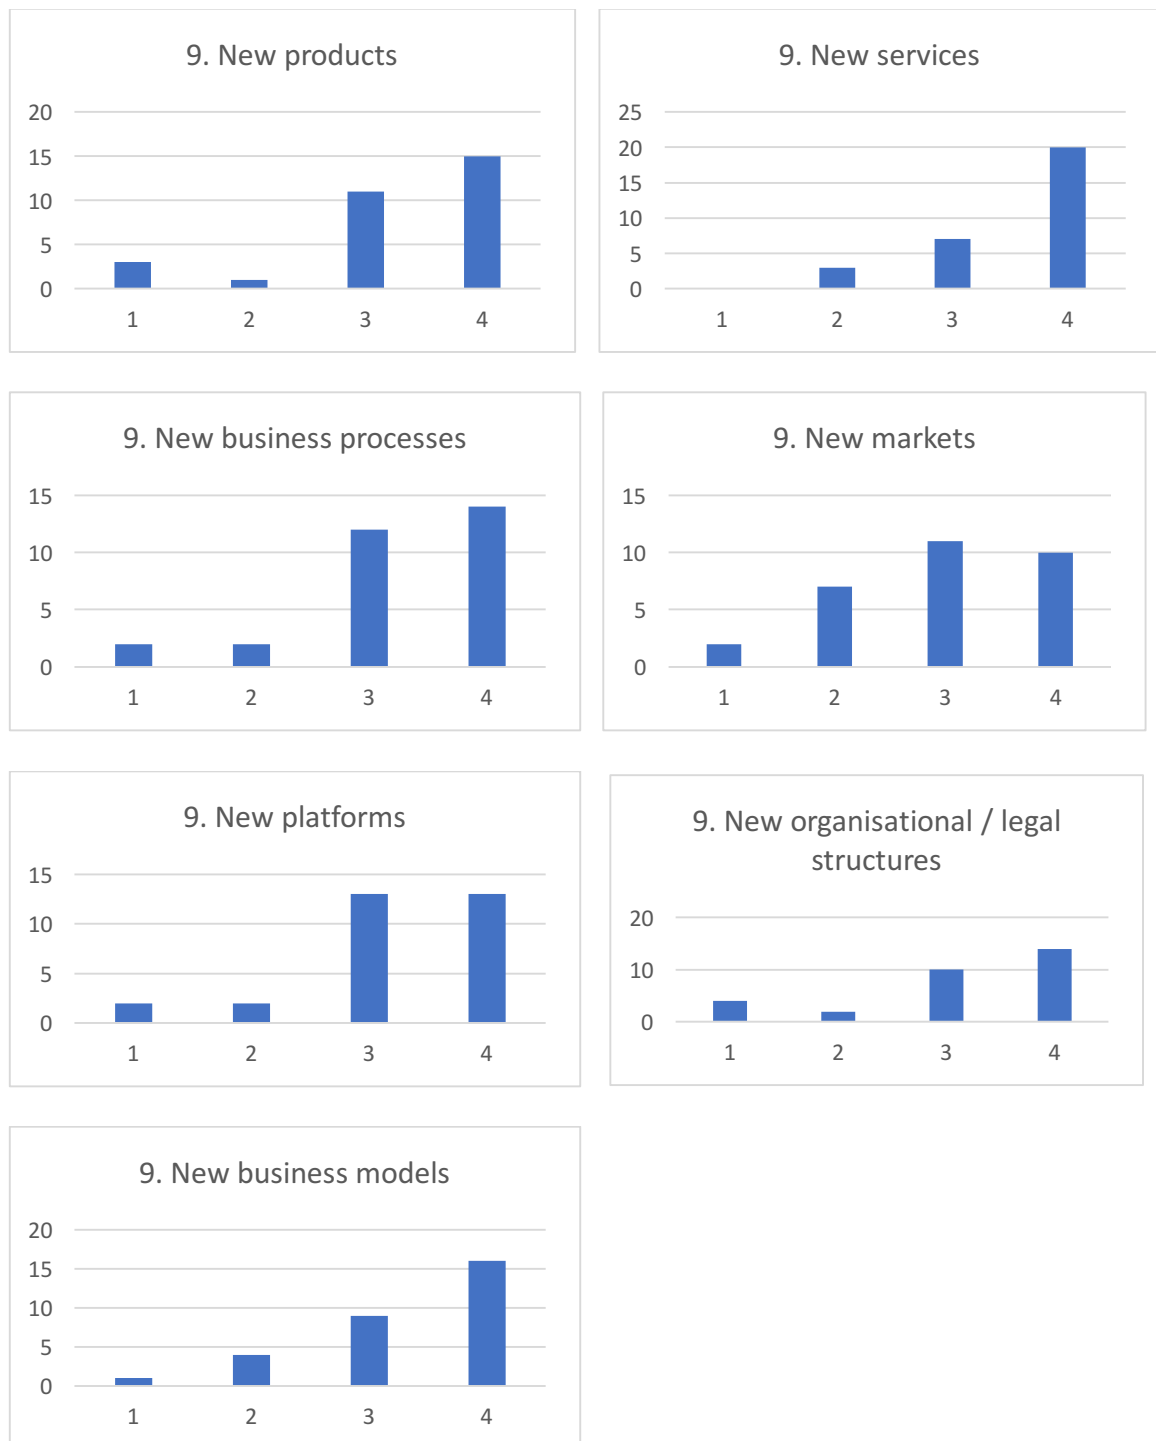 9. New products
20
15
10
5
0
1 2 3 4
9. New services
25
20
15
10
5
0
1 2 3 4
9. New business processes
15
10
5
0
1 2 3 4
9. New markets
15
10
5
0
1 2 3 4
9. New platforms
15
10
5
0
1 2 3 4
9. New organisational / legal
structures
20
10
0
1 2 3 4
9. New business models
20
15
10
5
0
1 2 3 4